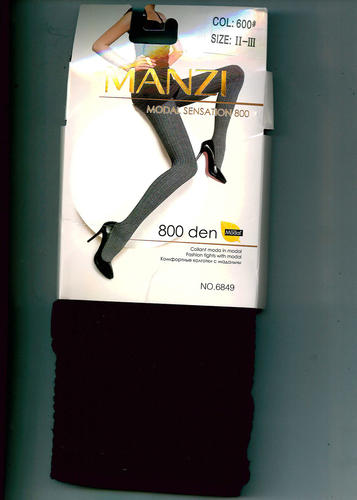 COL: 600#
SIZE: II-III
MANZI
MODAL SENSATION 800
800 den
Modal
Collant moda in modal
Fashion tights with modal
Комфортные колготки с модалом
NO.6849